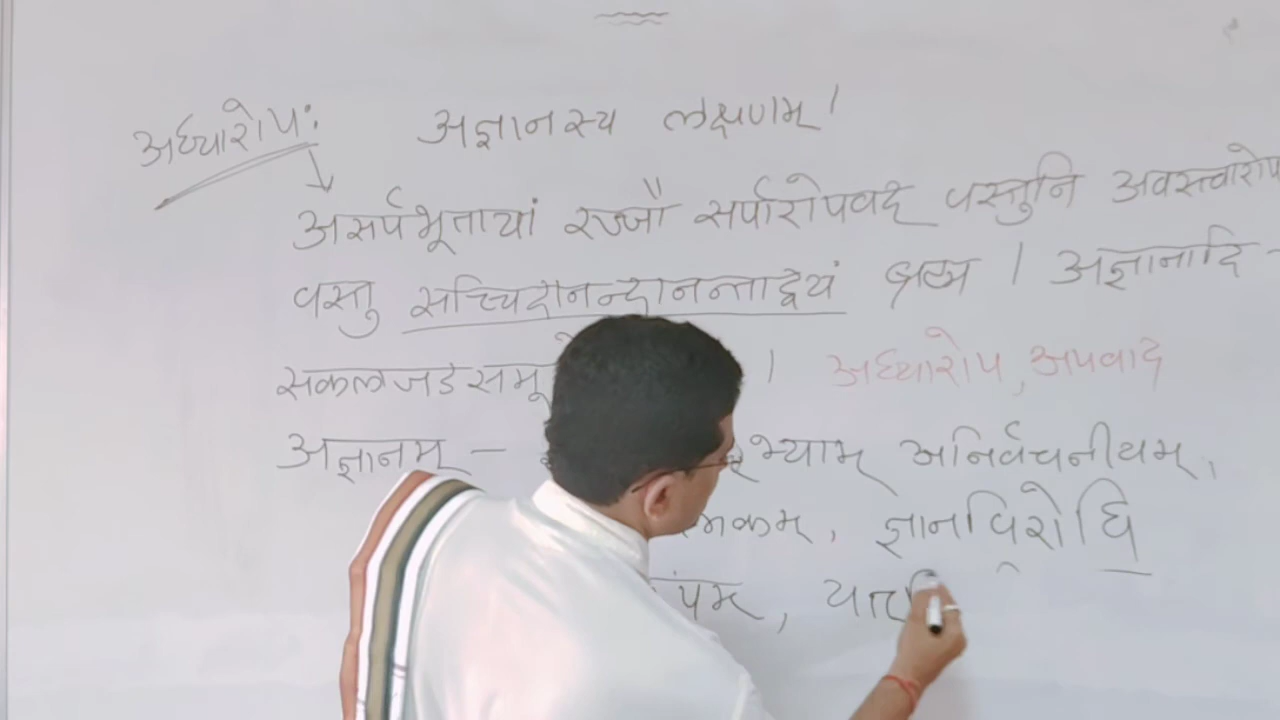 अध्यारोपः अज्ञानस्य लक्षणम्।
असर्पभूतायां रज्जौ सर्पारोपवद् वस्तुनि अवस्त्वारोप
वस्तु सच्चिदानन्दानन्ताद्वयं ब्रह्म। अज्ञानादि-
सकलजडसमू । अध्यारोप, अपवाद
अज्ञानम् - भ्याम् अनिर्वचनीयम्,
कम्, ज्ञानविरोधि
पम्, यत्